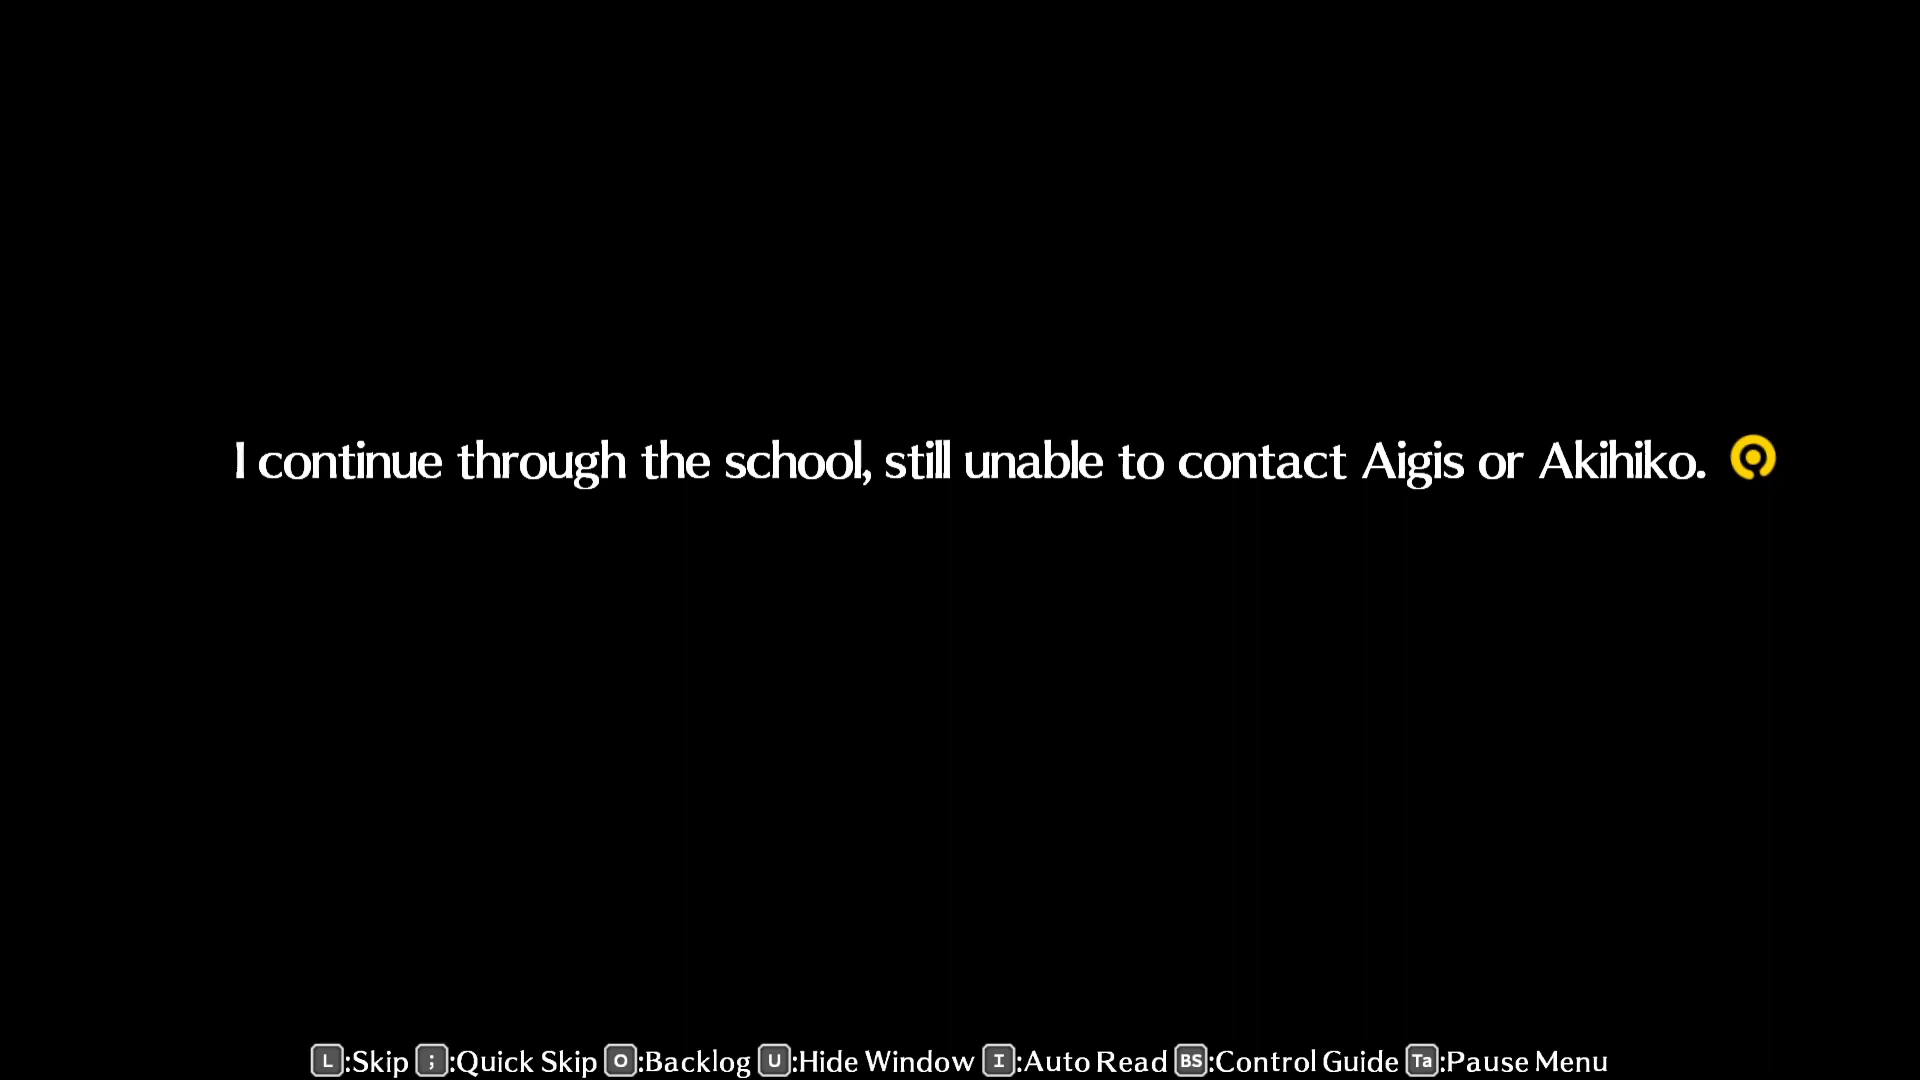 I continue through the school, still unable to contact Aigis or Akihiko.
L:Skip ;:Quick Skip O:Backlog U:Hide Window I:Auto Read BS:Control Guide Ta:Pause Menu